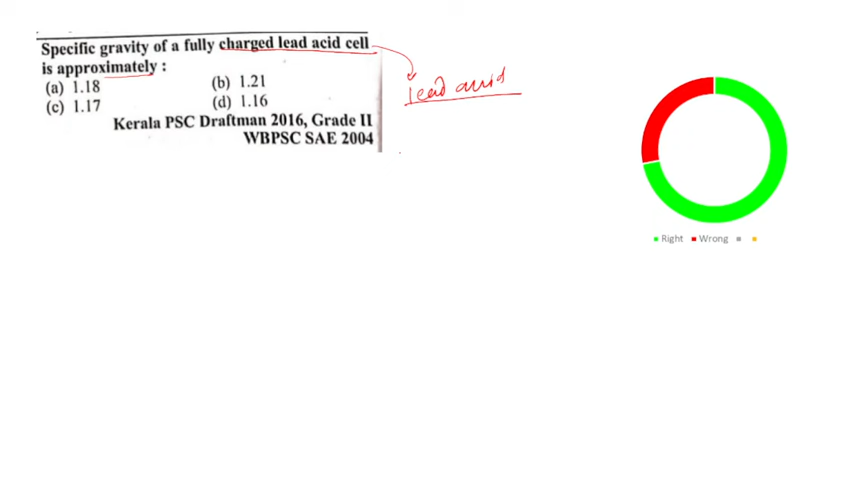 Specific gravity of a fully charged lead acid cell
is approximately :
(a) 1.18 (b) 1.21
(c) 1.17 (d) 1.16
Kerala PSC Draftman 2016, Grade II
WBPSC SAE 2004
lead acid
Right Wrong